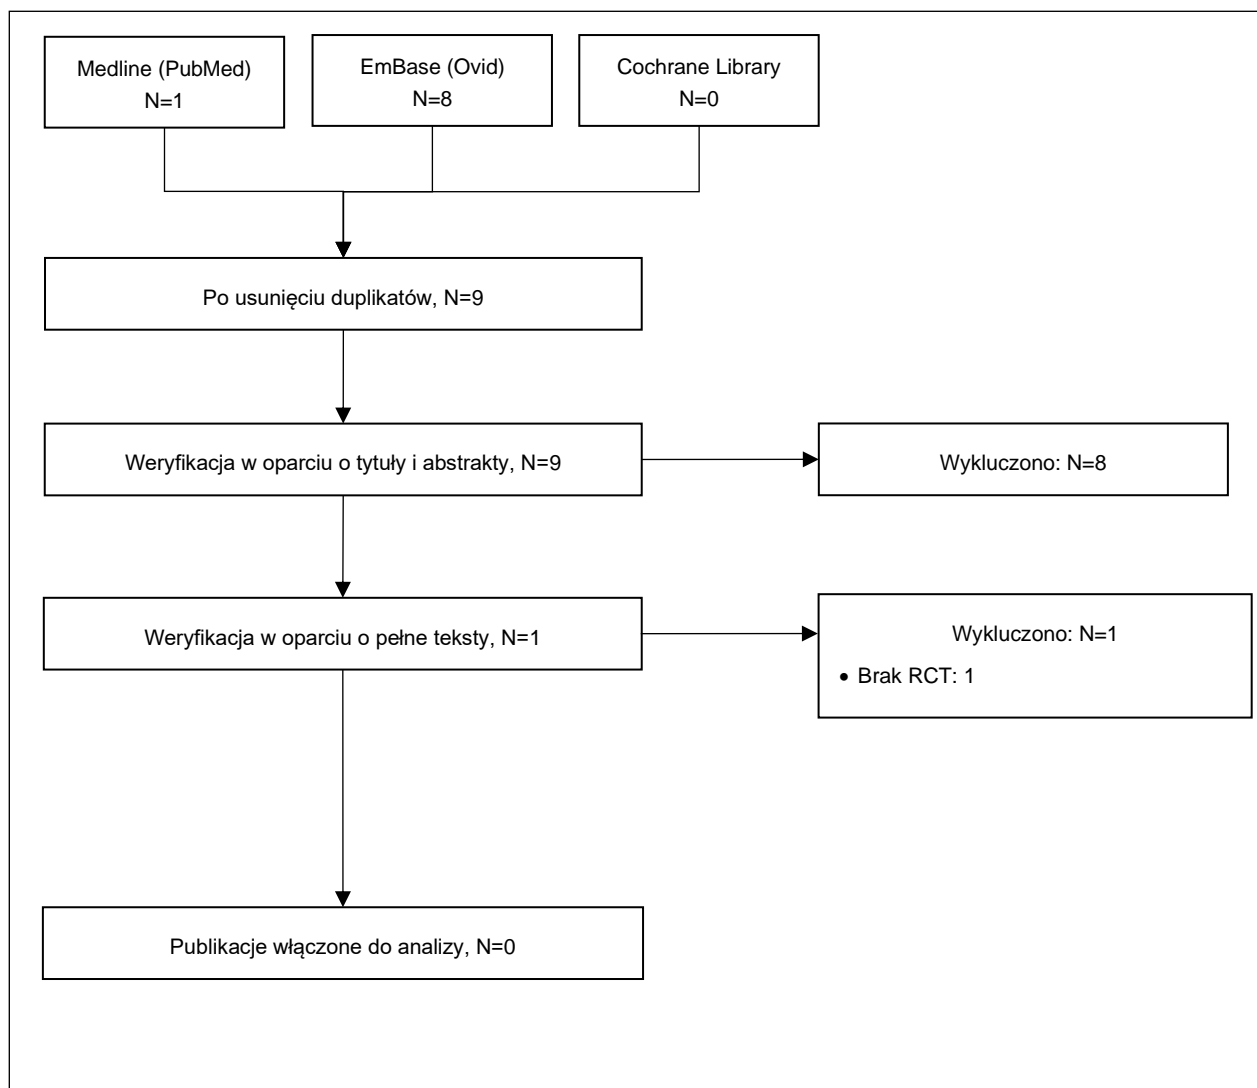 Medline (PubMed)
N=1
EmBase (Ovid)
N=8
Cochrane Library
N=0
Po usunięciu duplikatów, N=9
Weryfikacja w oparciu o tytuły i abstrakty, N=9
Wykluczono: N=8
Weryfikacja w oparciu o pełne teksty, N=1
Wykluczono: N=1
• Brak RCT: 1
Publikacje włączone do analizy, N=0